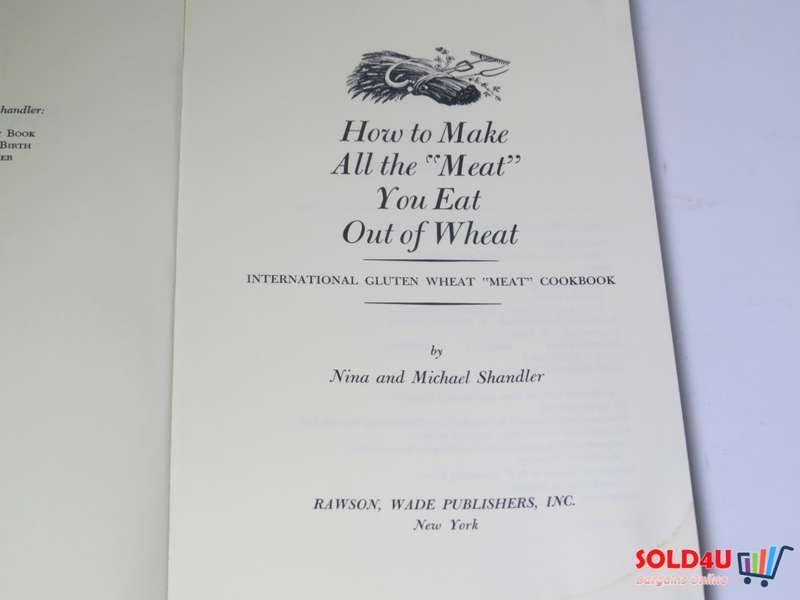 handler:
BOOK
BIRTH
How to Make
All the "Meat"
You Eat
Out of Wheat
INTERNATIONAL GLUTEN WHEAT "MEAT" COOKBOOK
by
Nina and Michael Shandler
RAWSON, WADE PUBLISHERS, INC.
New York
SOLD4U
Bargains Online